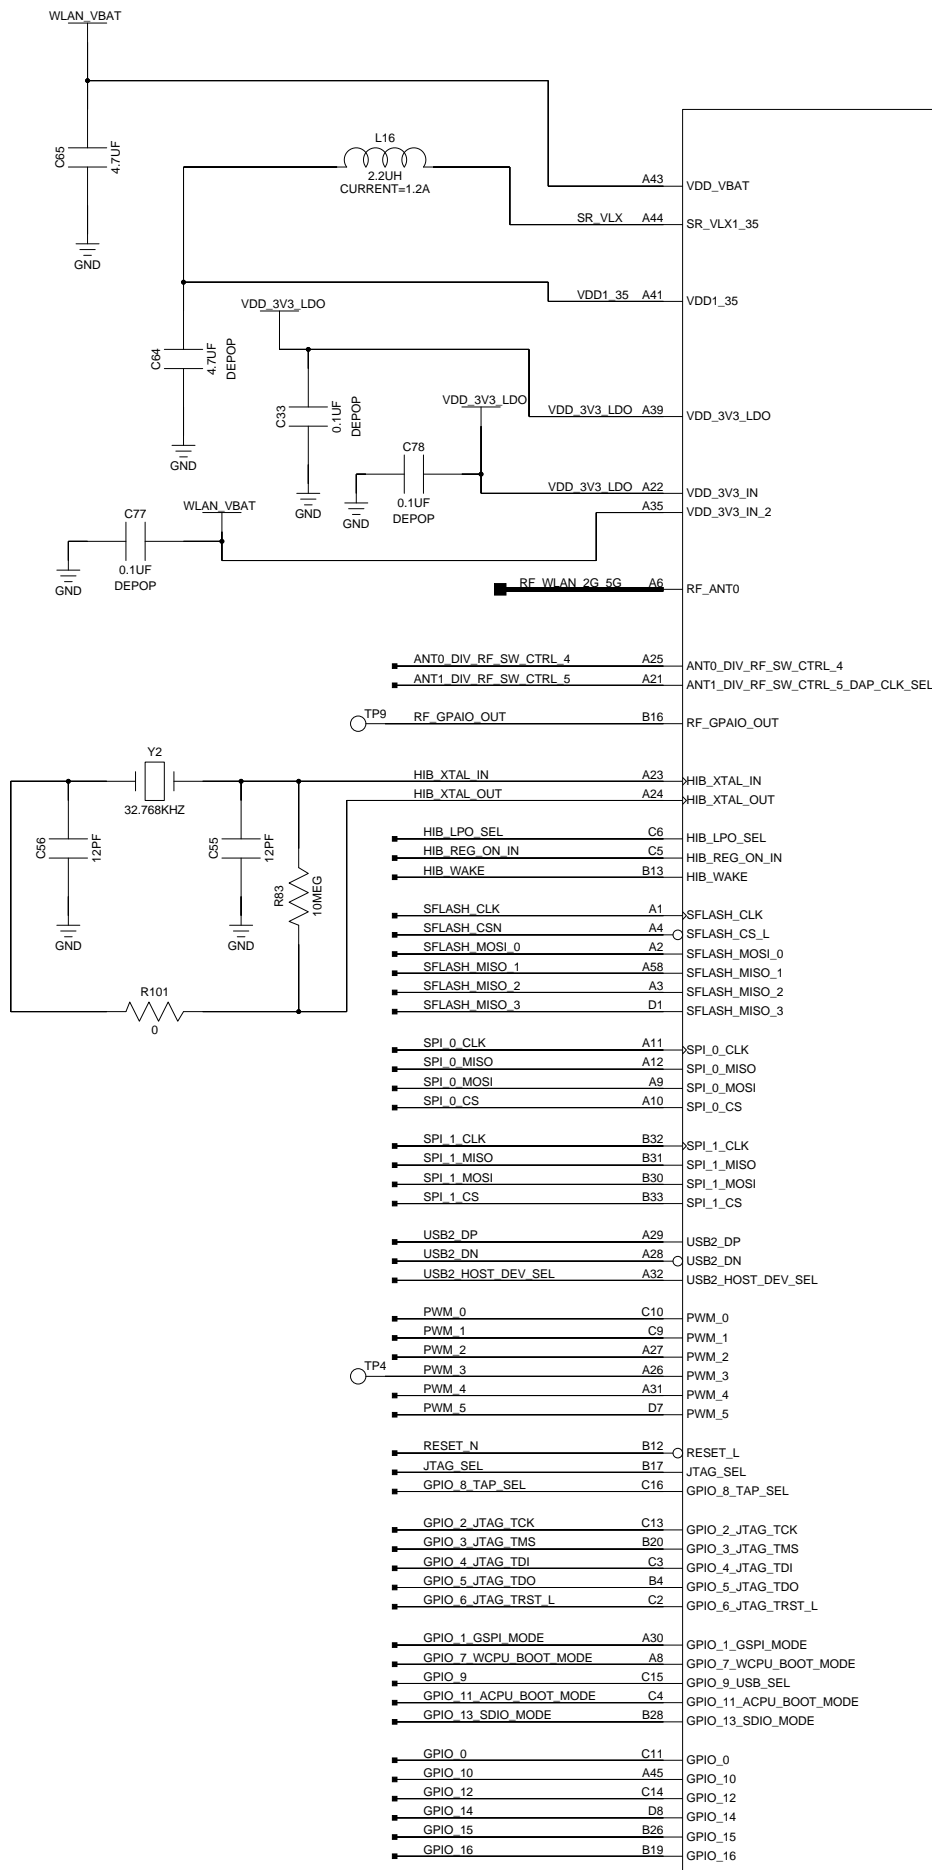 WLAN_VBAT
C65
4.7UF
GND
L16
2.2UH
CURRENT=1.2A
A43 VDD_VBAT
SR_VLX A44 SR_VLX1_35
VDD1_35 A41 VDD1_35
VDD_3V3_LDO
C64
4.7UF
DEPOP
GND
C33
0.1UF
DEPOP
GND
VDD_3V3_LDO A39 VDD_3V3_LDO
VDD_3V3_LDO
C78
0.1UF
DEPOP
GND
VDD_3V3_LDO A22 VDD_3V3_IN
A35 VDD_3V3_IN_2
WLAN_VBAT
C77
0.1UF
DEPOP
GND
RF_WLAN_2G_5G A6 RF_ANT0
ANT0_DIV_RF_SW_CTRL_4 A25 ANT0_DIV_RF_SW_CTRL_4
ANT1_DIV_RF_SW_CTRL_5 A21 ANT1_DIV_RF_SW_CTRL_5_DAP_CLK_SEL
TP9 RF_GPAIO_OUT B16 RF_GPAIO_OUT
Y2
32.768KHZ
C56
12PF
GND
C55
12PF
GND
R83
10MEG
R101
0
HIB_XTAL_IN A23 HIB_XTAL_IN
HIB_XTAL_OUT A24 HIB_XTAL_OUT
HIB_LPO_SEL C6 HIB_LPO_SEL
HIB_REG_ON_IN C5 HIB_REG_ON_IN
HIB_WAKE B13 HIB_WAKE
SFLASH_CLK A1 SFLASH_CLK
SFLASH_CSN A4 SFLASH_CS_L
SFLASH_MOSI_0 A2 SFLASH_MOSI_0
SFLASH_MISO_1 A58 SFLASH_MISO_1
SFLASH_MISO_2 A3 SFLASH_MISO_2
SFLASH_MISO_3 D1 SFLASH_MISO_3
SPI_0_CLK A11 SPI_0_CLK
SPI_0_MISO A12 SPI_0_MISO
SPI_0_MOSI A9 SPI_0_MOSI
SPI_0_CS A10 SPI_0_CS
SPI_1_CLK B32 SPI_1_CLK
SPI_1_MISO B31 SPI_1_MISO
SPI_1_MOSI B30 SPI_1_MOSI
SPI_1_CS B33 SPI_1_CS
USB2_DP A29 USB2_DP
USB2_DN A28 USB2_DN
USB2_HOST_DEV_SEL A32 USB2_HOST_DEV_SEL
PWM_0 C10 PWM_0
PWM_1 C9 PWM_1
PWM_2 A27 PWM_2
TP4 PWM_3 A26 PWM_3
PWM_4 A31 PWM_4
PWM_5 D7 PWM_5
RESET_N B12 RESET_L
JTAG_SEL B17 JTAG_SEL
GPIO_8_TAP_SEL C16 GPIO_8_TAP_SEL
GPIO_2_JTAG_TCK C13 GPIO_2_JTAG_TCK
GPIO_3_JTAG_TMS B20 GPIO_3_JTAG_TMS
GPIO_4_JTAG_TDI C3 GPIO_4_JTAG_TDI
GPIO_5_JTAG_TDO B4 GPIO_5_JTAG_TDO
GPIO_6_JTAG_TRST_L C2 GPIO_6_JTAG_TRST_L
GPIO_1_GSPI_MODE A30 GPIO_1_GSPI_MODE
GPIO_7_WCPU_BOOT_MODE A8 GPIO_7_WCPU_BOOT_MODE
GPIO_9 C15 GPIO_9_USB_SEL
GPIO_11_ACPU_BOOT_MODE C4 GPIO_11_ACPU_BOOT_MODE
GPIO_13_SDIO_MODE B28 GPIO_13_SDIO_MODE
GPIO_0 C11 GPIO_0
GPIO_10 A45 GPIO_10
GPIO_12 C14 GPIO_12
GPIO_14 D8 GPIO_14
GPIO_15 B26 GPIO_15
GPIO_16 B19 GPIO_16